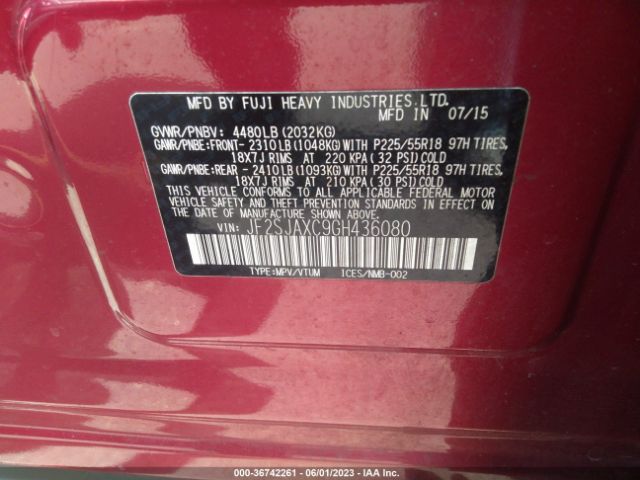 MFD BY FUJI HEAVY INDUSTRIES,LTD.
MFD IN 07/15
GVWR/PNBV: 4480LB(2032KG)
GAWR/PNBE:FRONT- 2310LB(1048KG)WITH P225/55R18 97H TIRES,
18X7J RIMS AT 220 KPA(32 PSI)COLD
GAWR/PNBE:REAR - 2410LB(1093KG)WITH P225/55R18 97H TIRES,
18X7J RIMS AT 210 KPA(30 PSI)COLD
THIS VEHICLE CONFORMS TO ALL APPLICABLE FEDERAL MOTOR
VEHICLE SAFETY AND THEFT PREVENTION STANDARDS IN EFFECT
ON THE DATE OF MANUFACTURE SHOWN ABOVE.
VIN: JF2SJAXC9GH436080
TYPE:MPV/VTUM ICES/NMB-002
000-36742261 - 06/01/2023 - IAA Inc.